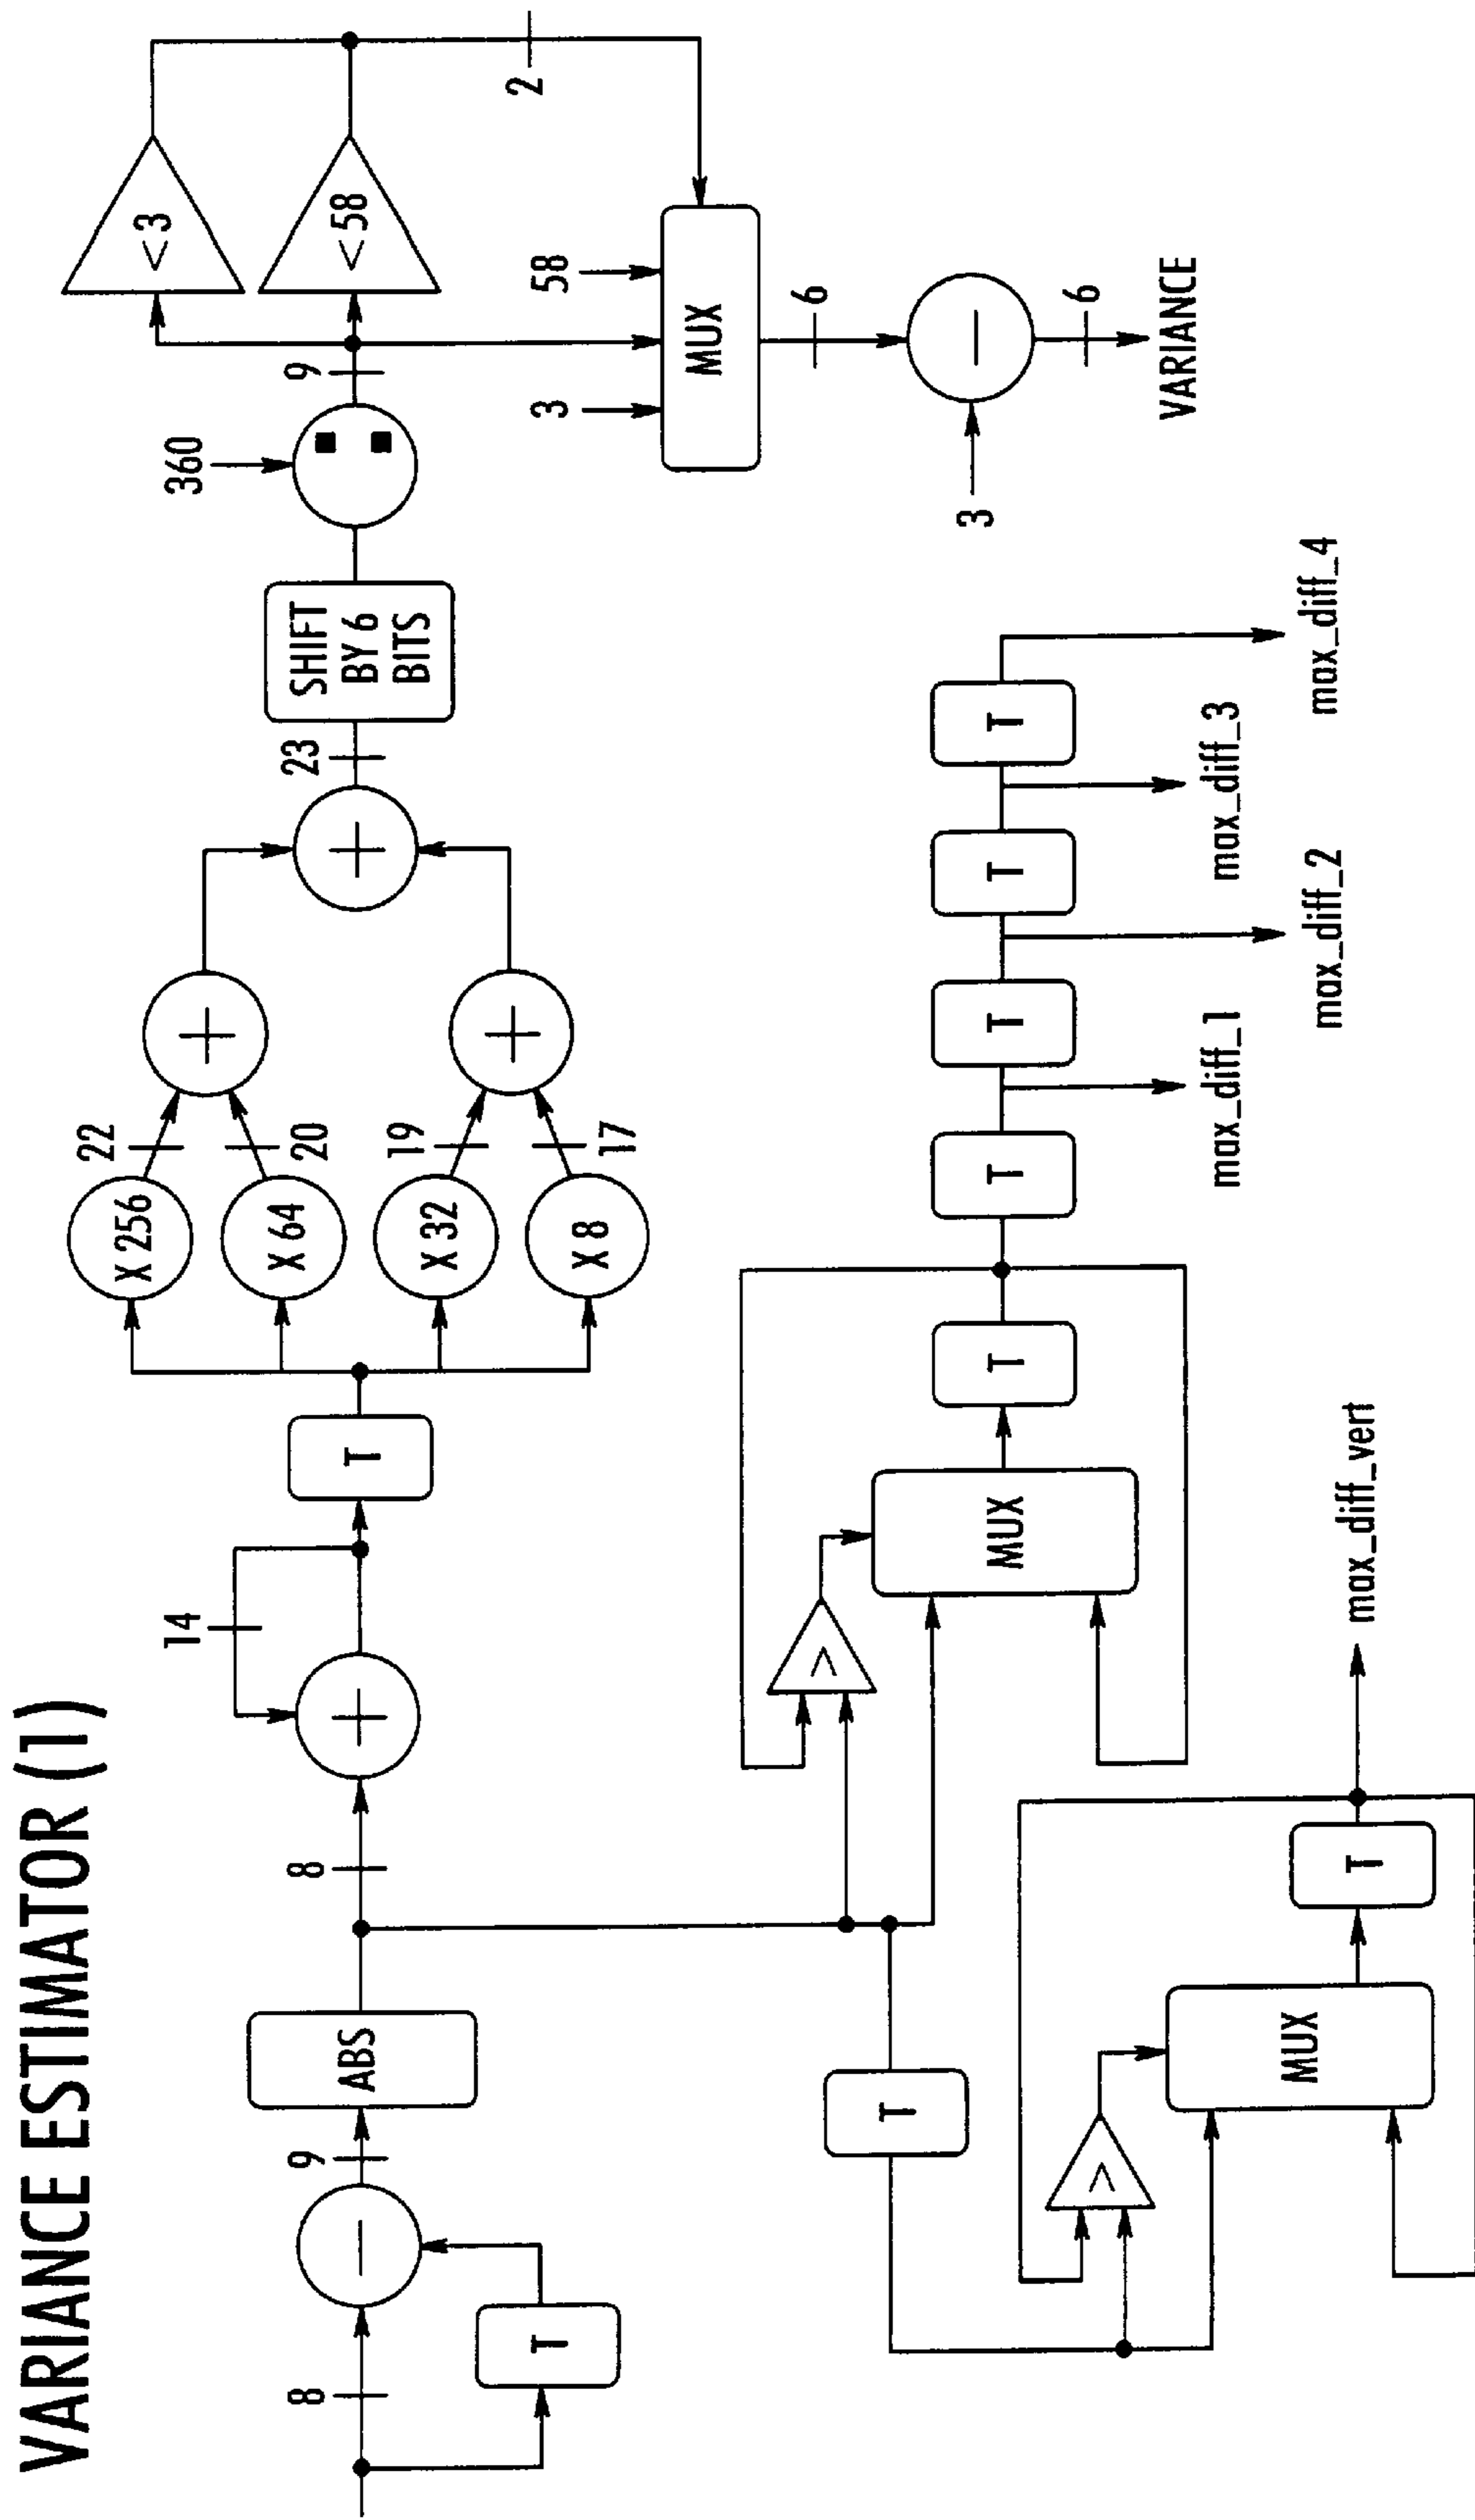 VARIANCE ESTIMATOR (1)
8
T
—
9
ABS
8
+
14
T
X 256
X 64
X 32
X 8
22
20
19
17
+
+
+
23
SHIFT
BY 6
BITS
360
9
<3
<58
2
3
58
MUX
6
3
—
6
VARIANCE
>
MUX
T
T
T
T
T
max_diff_1
max_diff_2
max_diff_3
max_diff_4
T
>
MUX
T
max_diff_vert